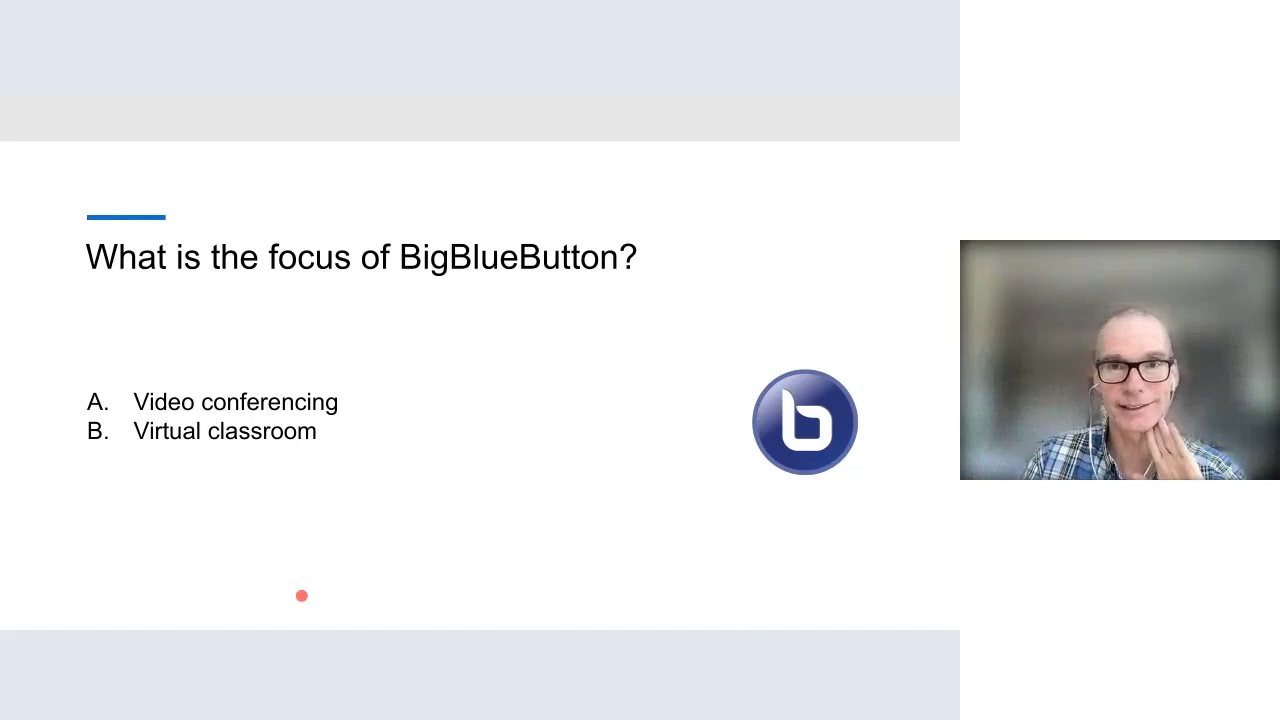 What is the focus of BigBlueButton?
A. Video conferencing
B. Virtual classroom